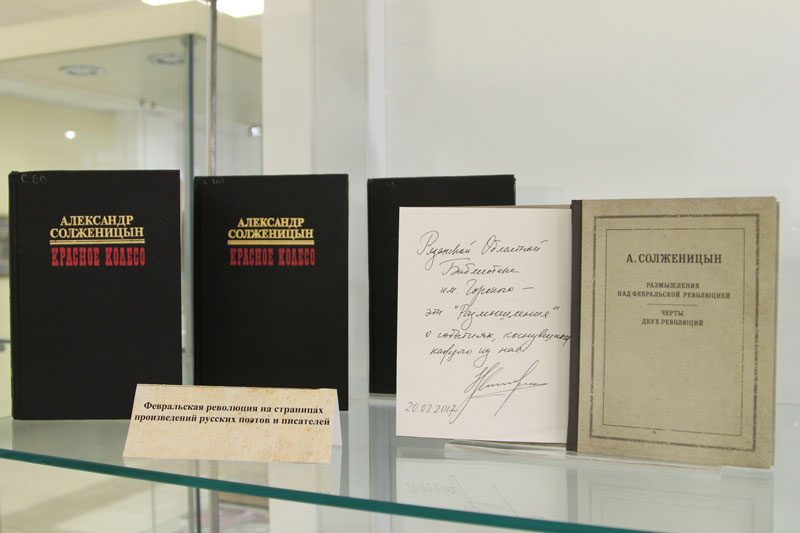 С 60
АЛЕКСАНДР
СОЛЖЕНИЦЫН
КРАСНОЕ КОЛЕСО
60
АЛЕКСАНДР
СОЛЖЕНИЦЫН
КРАСНОЕ КОЛЕСО
Февральская революция на страницах
произведений русских поэтов и писателей
Рязанской Областной
Библиотеке
им. Горького —
эти "Размышления"
о событиях, коснувшихся
каждого из нас
20.02.2017
А. СОЛЖЕНИЦЫН
РАЗМЫШЛЕНИЯ
НАД ФЕВРАЛЬСКОЙ РЕВОЛЮЦИЕЙ
ЧЕРТЫ
ДВУХ РЕВОЛЮЦИЙ